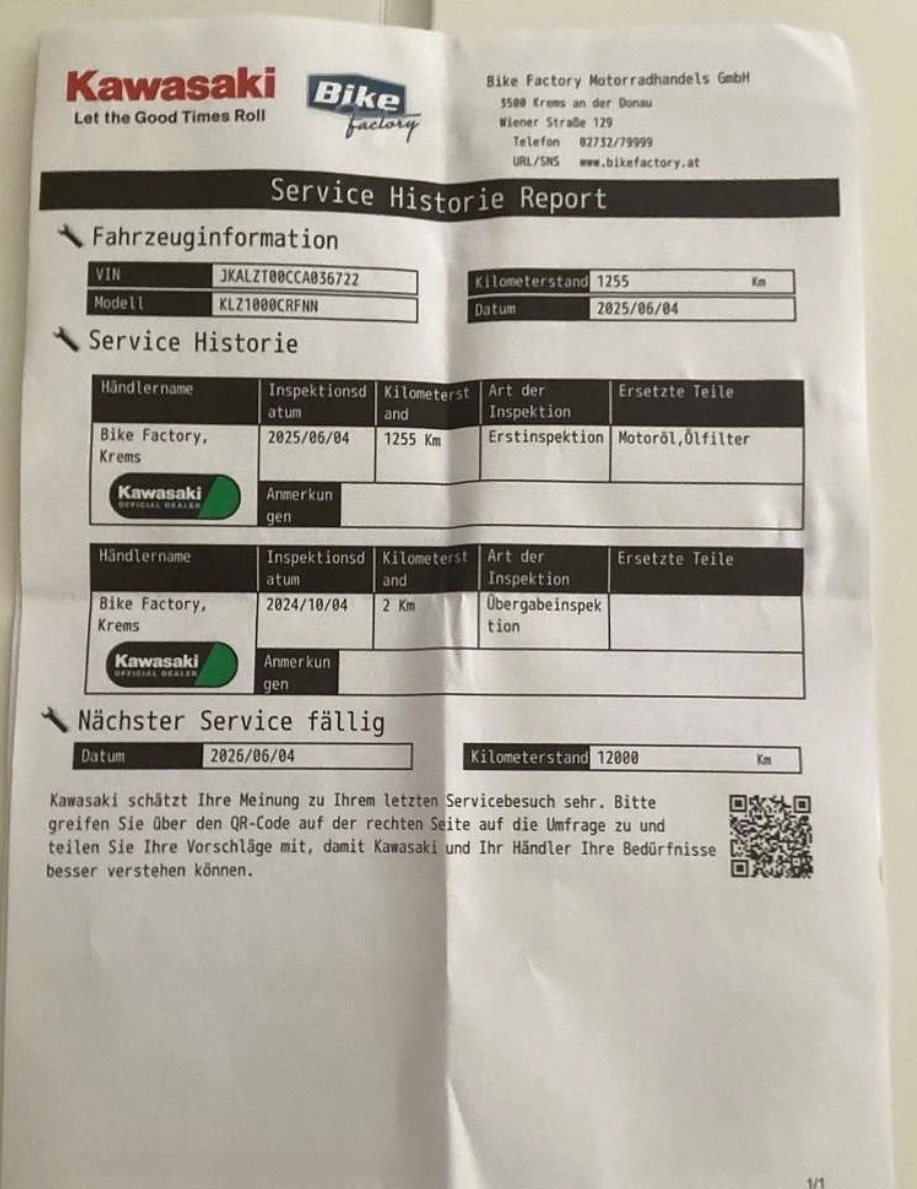 Kawasaki
Let the Good Times Roll
Bike
factory
Bike Factory Motorradhandels GmbH
3500 Krems an der Donau
Wiener Straße 129
Telefon 02732/79999
URL/SNS www.bikefactory.at
Service Historie Report
Fahrzeuginformation
VIN JKALZT00CCA036722
Kilometerstand 1255 Km
Modell KLZ1000CRFNN
Datum 2025/06/04
Service Historie
Händlername Inspektionsd Kilometerst Art der Ersetzte Teile
atum and Inspektion
Bike Factory, 2025/06/04 1255 Km Erstinspektion Motoröl,Ölfilter
Krems
Kawasaki Anmerkun
OFFICIAL DEALER gen
Händlername Inspektionsd Kilometerst Art der Ersetzte Teile
atum and Inspektion
Bike Factory, 2024/10/04 2 Km Übergabeinspek
Krems tion
Kawasaki Anmerkun
OFFICIAL DEALER gen
Nächster Service fällig
Datum 2026/06/04 Kilometerstand 12000 Km
Kawasaki schätzt Ihre Meinung zu Ihrem letzten Servicebesuch sehr. Bitte
greifen Sie über den QR-Code auf der rechten Seite auf die Umfrage zu und
teilen Sie Ihre Vorschläge mit, damit Kawasaki und Ihr Händler Ihre Bedürfnisse
besser verstehen können.
1/1